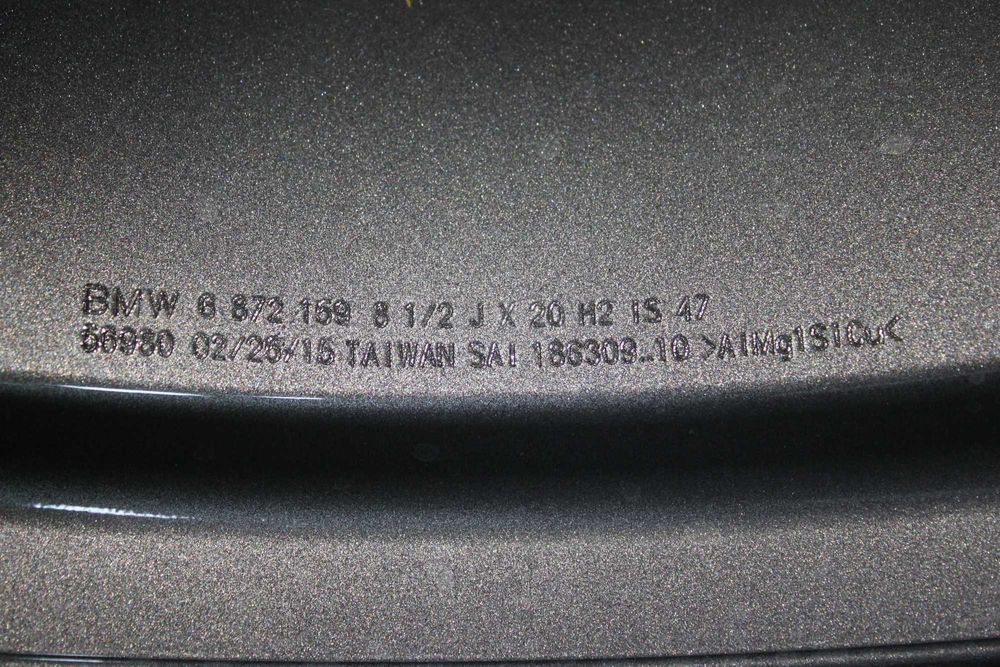 BMW 6 872 159 8 1/2 J X 20 H2 IS 47
56980 02/25/15 TAIWAN SAI 186309-10 >AlMg1SiCu<